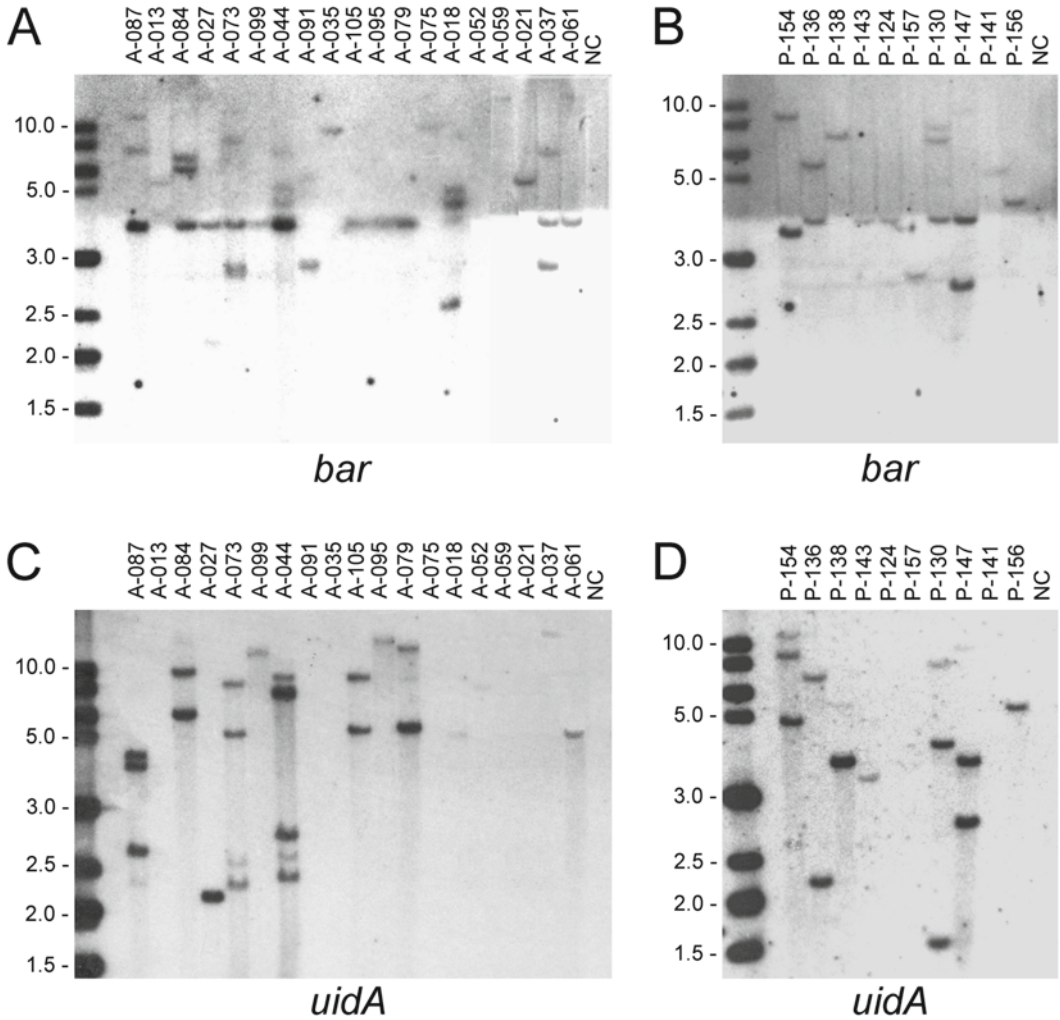 A
A-087
A-013
A-084
A-027
A-073
A-099
A-044
A-091
A-035
A-105
A-095
A-079
A-075
A-018
A-052
A-059
A-021
A-037
A-061
NC
10.0 -
5.0 -
3.0 -
2.5 -
2.0 -
1.5 -
bar
B
P-154
P-136
P-138
P-143
P-124
P-157
P-130
P-147
P-141
P-156
NC
10.0 -
5.0 -
3.0 -
2.5 -
2.0 -
1.5 -
bar
C
A-087
A-013
A-084
A-027
A-073
A-099
A-044
A-091
A-035
A-105
A-095
A-079
A-075
A-018
A-052
A-059
A-021
A-037
A-061
NC
10.0 -
5.0 -
3.0 -
2.5 -
2.0 -
1.5 -
uidA
D
P-154
P-136
P-138
P-143
P-124
P-157
P-130
P-147
P-141
P-156
NC
10.0 -
5.0 -
3.0 -
2.5 -
2.0 -
1.5 -
uidA